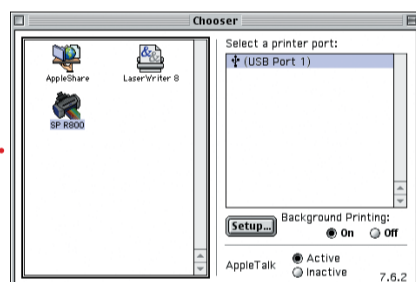 Chooser
AppleShare
LaserWriter 8
SP R800
Select a printer port:
(USB Port 1)
Setup...
Background Printing:
On Off
AppleTalk
Active
Inactive
7.6.2